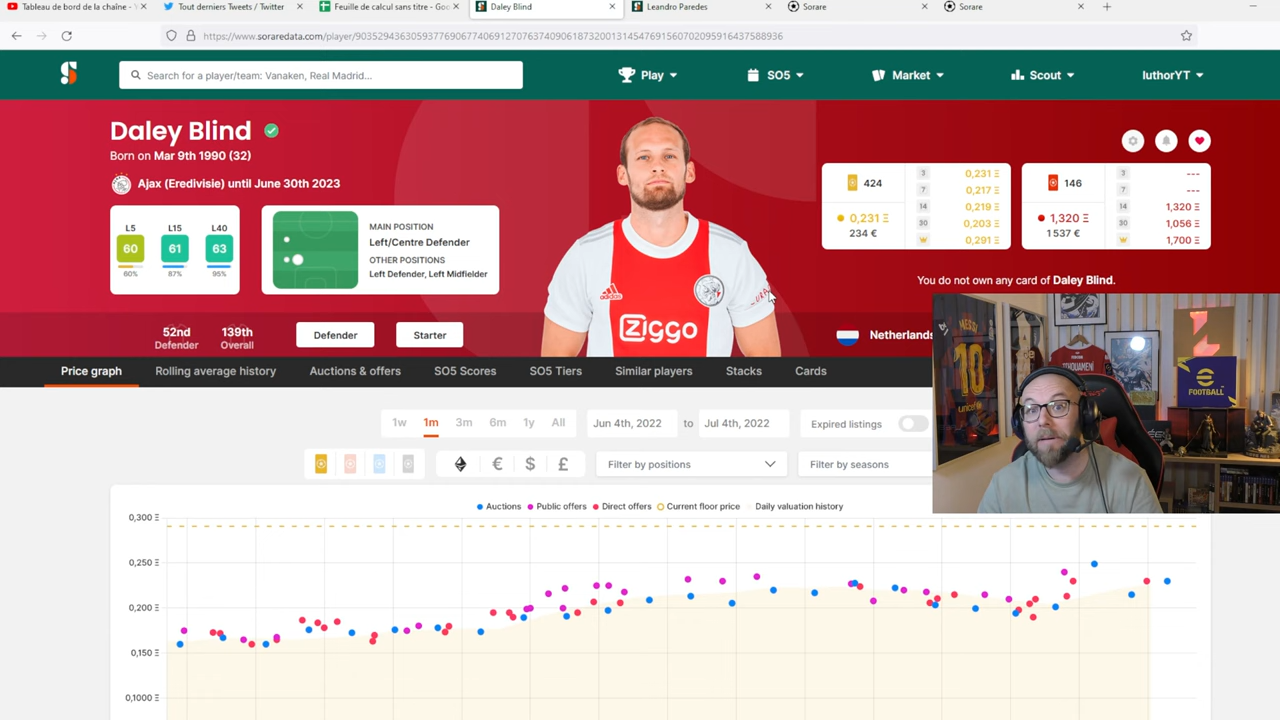 Tableau de bord de la chaîne - Y
Tout derniers Tweets / Twitter
Feuille de calcul sans titre - Goo
Daley Blind
Leandro Paredes
Sorare
Sorare
https://www.soraredata.com/player/90352943630593776906774069127076374090618732001314547691560702095916437588936
Search for a player/team: Vanaken, Real Madrid...
Play
SO5
Market
Scout
luthorYT
Daley Blind
Born on Mar 9th 1990 (32)
Ajax (Eredivisie) until June 30th 2023
L5
L15
L40
60
61
63
60%
87%
95%
MAIN POSITION
Left/Centre Defender
OTHER POSITIONS
Left Defender, Left Midfielder
52nd
Defender
139th
Overall
Defender
Starter
adidas
Ziggo
424
0,231 Ξ
234 €
3 0,231 Ξ
7 0,217 Ξ
14 0,219 Ξ
30 0,203 Ξ
W 0,291 Ξ
146
1,320 Ξ
1 537 €
3 ---
7 ---
14 1,320 Ξ
30 1,056 Ξ
W 1,700 Ξ
You do not own any card of Daley Blind.
Netherlands
Price graph
Rolling average history
Auctions & offers
SO5 Scores
SO5 Tiers
Similar players
Stacks
Cards
1w
1m
3m
6m
1y
All
Jun 4th, 2022
to
Jul 4th, 2022
Expired listings
€
$
£
Filter by positions
Filter by seasons
MESSI
10
TCHOUAMENI
FOOTBALL
Auctions
Public offers
Direct offers
Current floor price
Daily valuation history
0,300 Ξ
0,250 Ξ
0,200 Ξ
0,150 Ξ
0,1000 Ξ